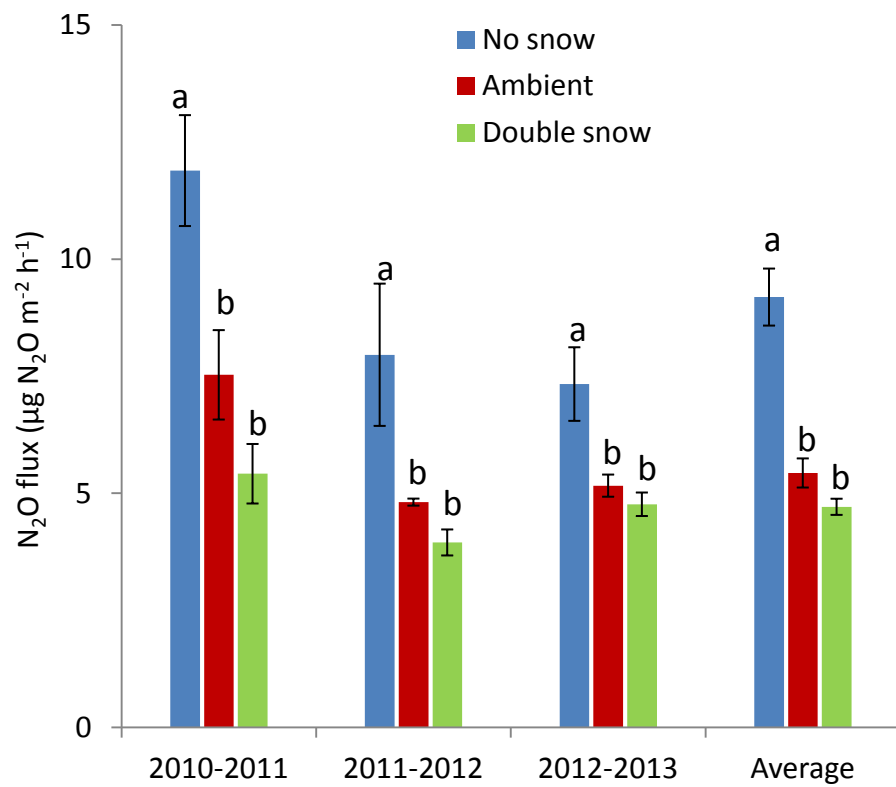 15
No snow
Ambient
Double snow
a
10
a
a
a
b
b
b
b
b
b
b
b
5
0
N₂O flux (µg N₂O m⁻² h⁻¹)
2010-2011
2011-2012
2012-2013
Average